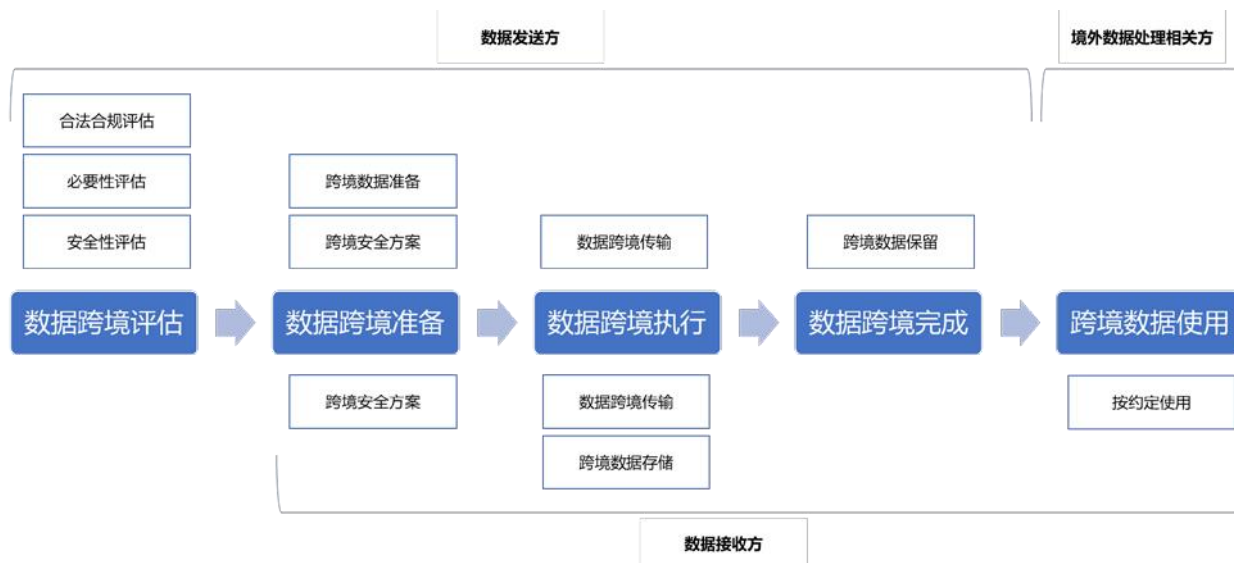 数据发送方
境外数据处理相关方
合法合规评估
必要性评估
跨境数据准备
安全性评估
跨境安全方案
数据跨境传输
跨境数据保留
数据跨境评估
数据跨境准备
数据跨境执行
数据跨境完成
跨境数据使用
跨境安全方案
数据跨境传输
按约定使用
跨境数据存储
数据接收方